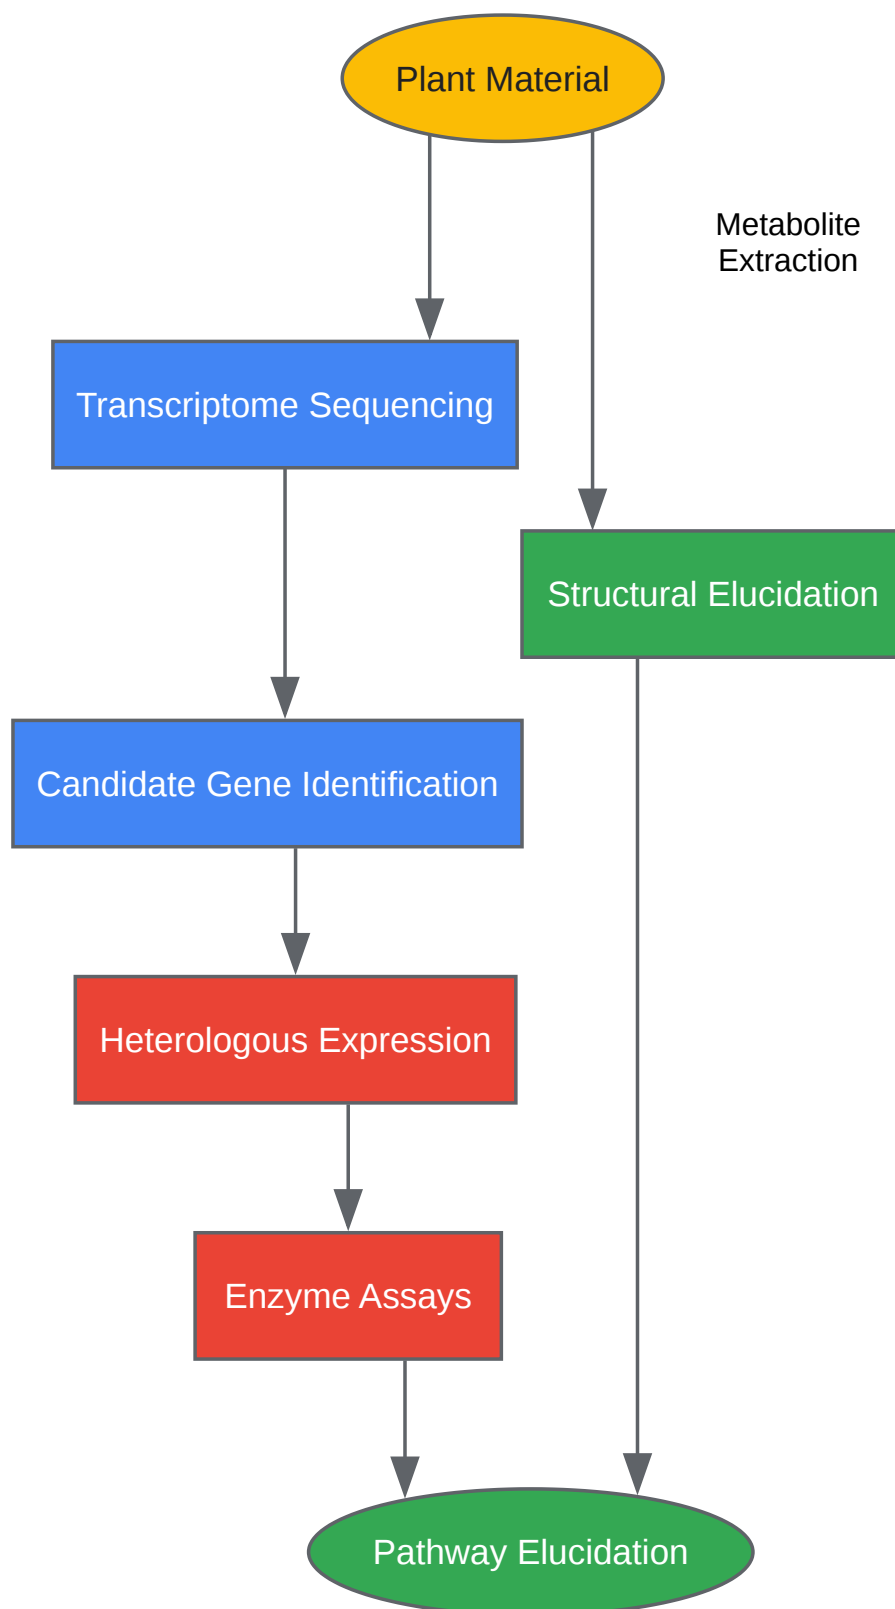 Plant Material
Metabolite
Extraction
Transcriptome Sequencing
Structural Elucidation
Candidate Gene Identification
Heterologous Expression
Enzyme Assays
Pathway Elucidation